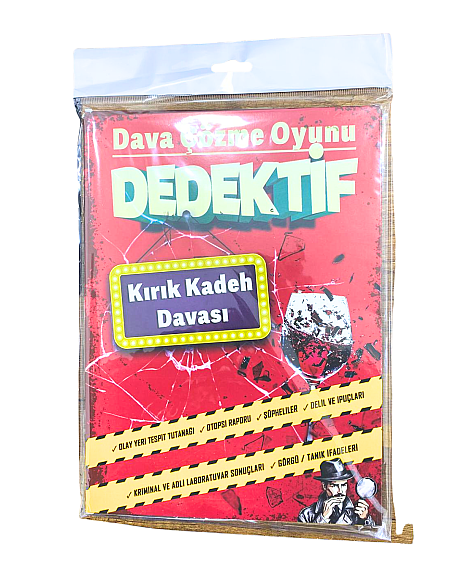 Dava Çözme Oyunu
DEDEKTİF
Kırık Kadeh
Davası
✓ OLAY YERİ TESPİT TUTANAĞI ✓ OTOPSİ RAPORU ✓ ŞÜPHELİLER ✓ DELİL VE İPUÇLARI
✓ KRİMİNAL VE ADLİ LABORATUVAR SONUÇLARI ✓ GÖRGÜ / TANIK İFADELERİ